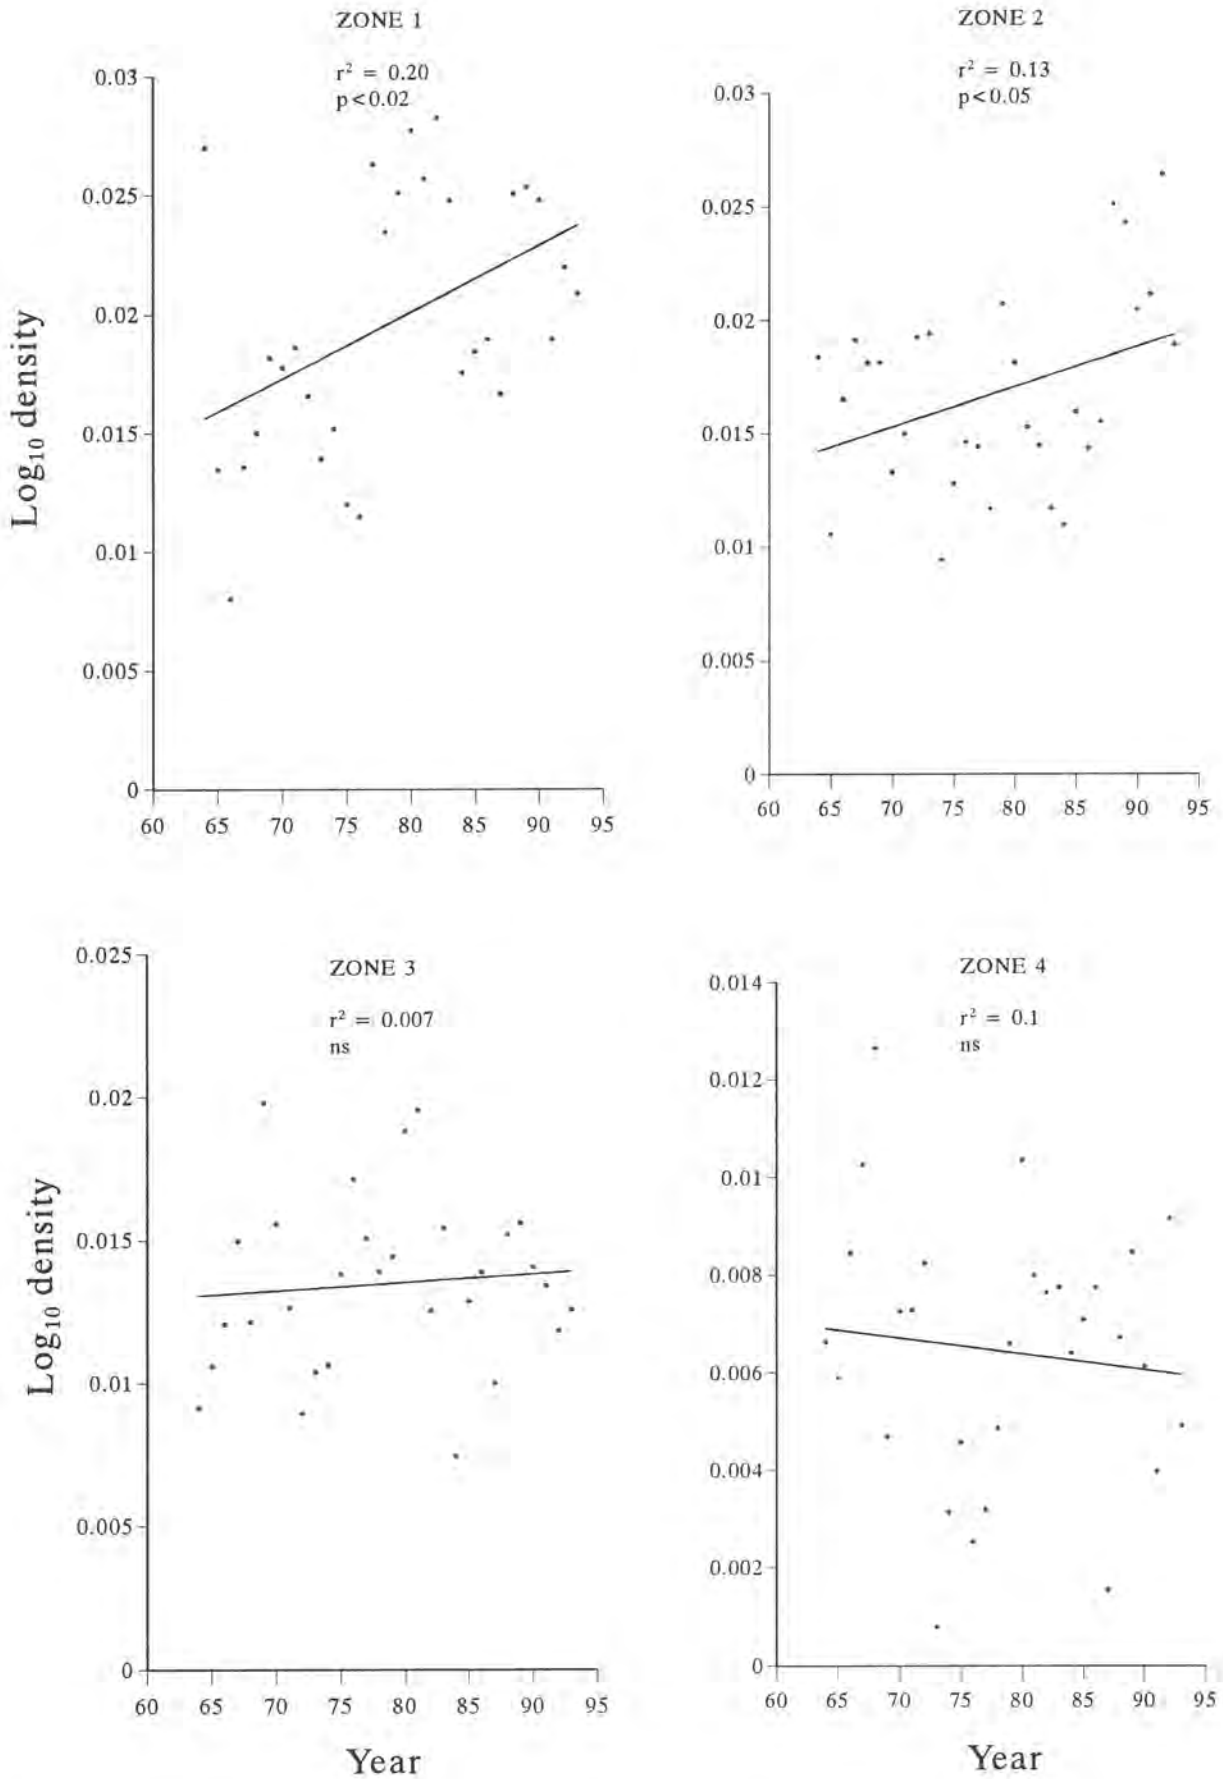 ZONE 1
r² = 0.20
p<0.02
0.03
0.025
0.02
0.015
0.01
0.005
0
60 65 70 75 80 85 90 95
Log₁₀ density
ZONE 2
r² = 0.13
p<0.05
0.03
0.025
0.02
0.015
0.01
0.005
0
60 65 70 75 80 85 90 95
ZONE 3
r² = 0.007
ns
0.025
0.02
0.015
0.01
0.005
0
60 65 70 75 80 85 90 95
Log₁₀ density
Year
ZONE 4
r² = 0.1
ns
0.014
0.012
0.01
0.008
0.006
0.004
0.002
0
60 65 70 75 80 85 90 95
Year